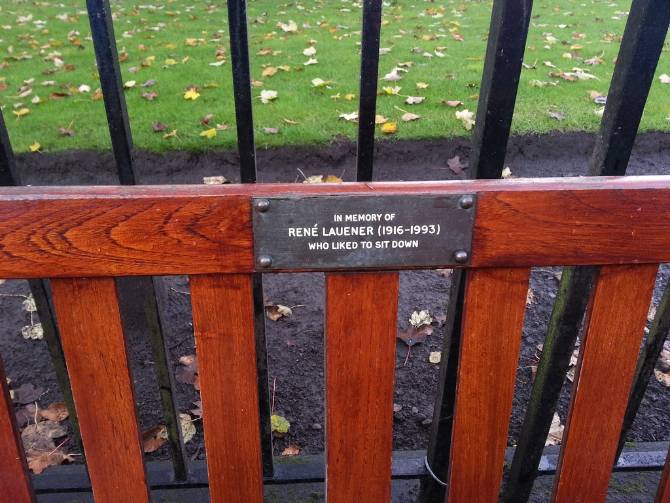 IN MEMORY OF
RENÉ LAUENER (1916-1993)
WHO LIKED TO SIT DOWN